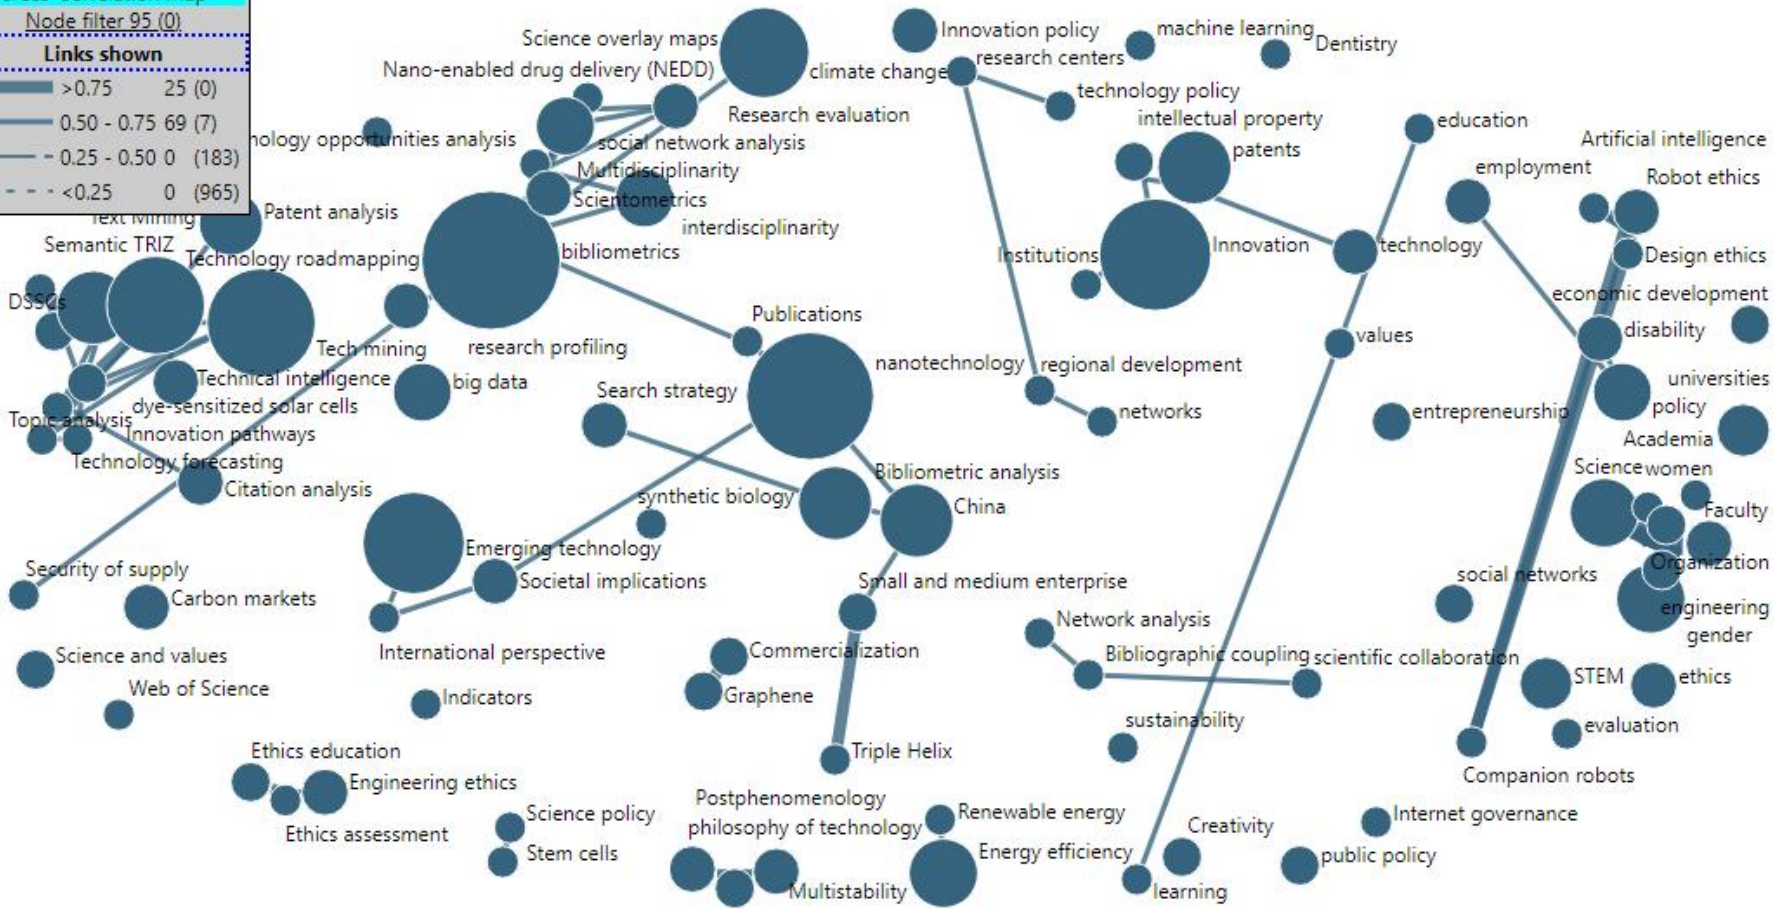 Node filter 95 (0)
Links shown
>0.75 25 (0)
0.50 - 0.75 69 (7)
0.25 - 0.50 0 (183)
<0.25 0 (965)
Science overlay maps
Nano-enabled drug delivery (NEDD)
Innovation policy
machine learning
Dentistry
climate change
research centers
technology policy
Research evaluation
intellectual property
education
opportunities analysis
social network analysis
patents
Artificial intelligence
employment
Multidisciplinarity
Robot ethics
Scientometrics
Text Mining
Patent analysis
interdisciplinarity
Semantic TRIZ
Technology roadmapping
bibliometrics
Institutions
Innovation
technology
Design ethics
DSSCs
economic development
Publications
disability
values
Tech mining
research profiling
nanotechnology
regional development
Technical intelligence
big data
Search strategy
universities
dye-sensitized solar cells
policy
Topic analysis
networks
entrepreneurship
Innovation pathways
Academia
Technology forecasting
Science
women
Citation analysis
Bibliometric analysis
synthetic biology
China
Faculty
Emerging technology
Organization
Security of supply
Societal implications
Small and medium enterprise
social networks
Carbon markets
engineering
Network analysis
gender
Science and values
International perspective
Commercialization
Bibliographic coupling
scientific collaboration
Web of Science
Indicators
Graphene
STEM
ethics
sustainability
evaluation
Ethics education
Triple Helix
Engineering ethics
Companion robots
Postphenomenology
Science policy
philosophy of technology
Renewable energy
Internet governance
Ethics assessment
Creativity
Stem cells
Energy efficiency
public policy
Multistability
learning